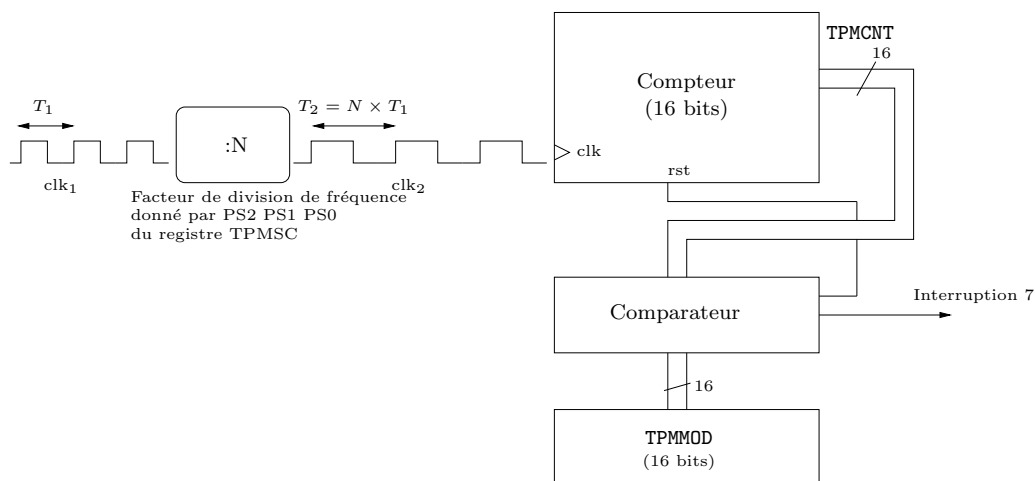 TPMCNT
16
Compteur
(16 bits)
T1
T2 = N × T1
:N
clk
clk1
clk2
rst
Facteur de division de fréquence
donné par PS2 PS1 PS0
du registre TPMSC
Interruption 7
Comparateur
16
TPMMOD
(16 bits)